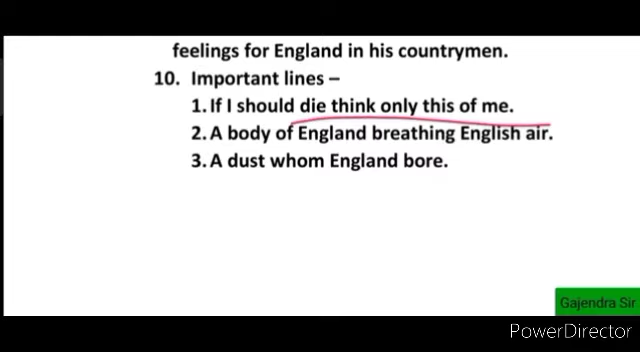 feelings for England in his countrymen.
10. Important lines –
1. If I should die think only this of me.
2. A body of England breathing English air.
3. A dust whom England bore.
Gajendra Sir
PowerDirector